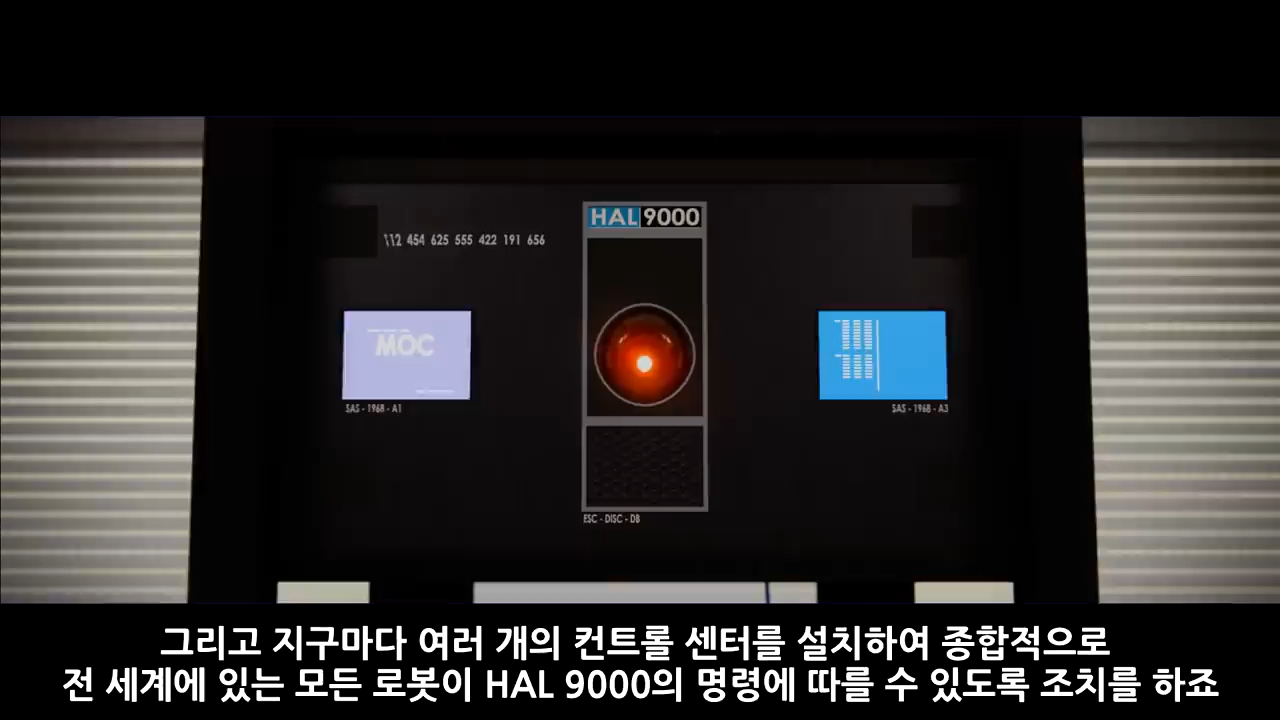 HAL 9000
112 454 625 555 422 191 656
MOC
SAS - 1968 - A1
SAS - 1968 - A3
ESC - DISC - DB
그리고 지구마다 여러 개의 컨트롤 센터를 설치하여 종합적으로
전 세계에 있는 모든 로봇이 HAL 9000의 명령에 따를 수 있도록 조치를 하죠